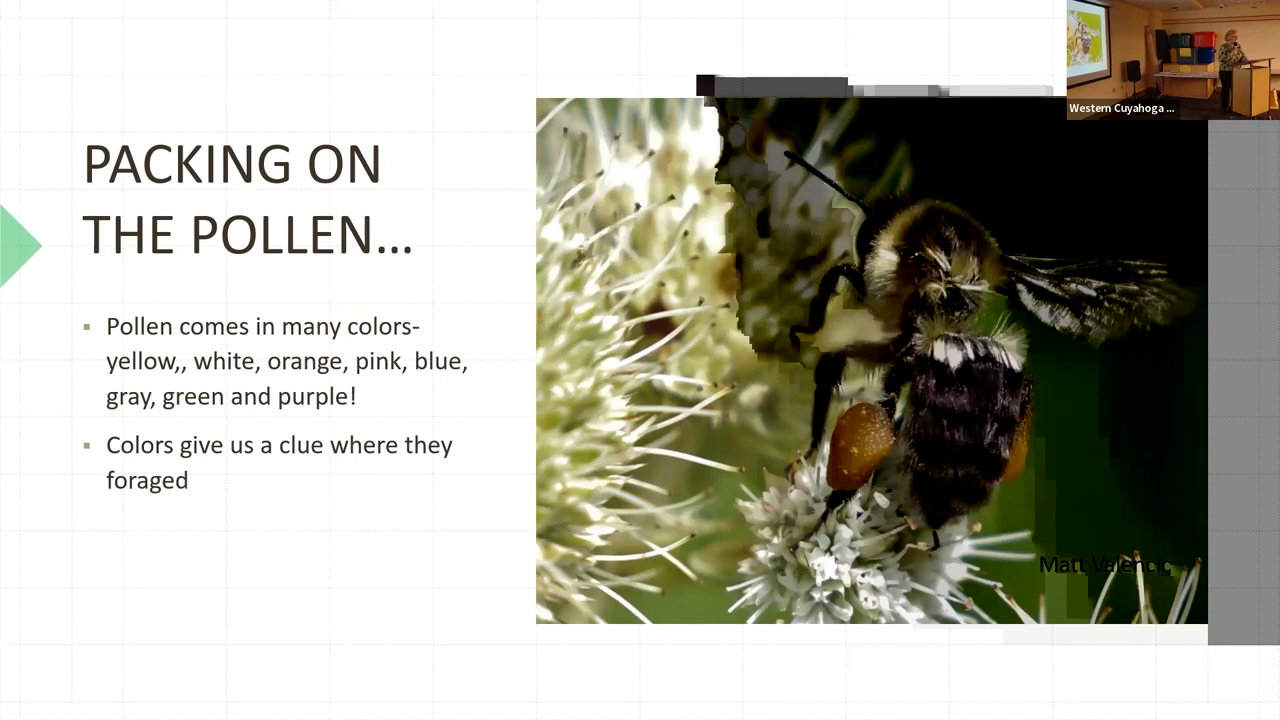 PACKING ON
THE POLLEN...
▪ Pollen comes in many colors-
yellow,, white, orange, pink, blue,
gray, green and purple!
▪ Colors give us a clue where they
foraged
Matt Valencic
Western Cuyahoga ...